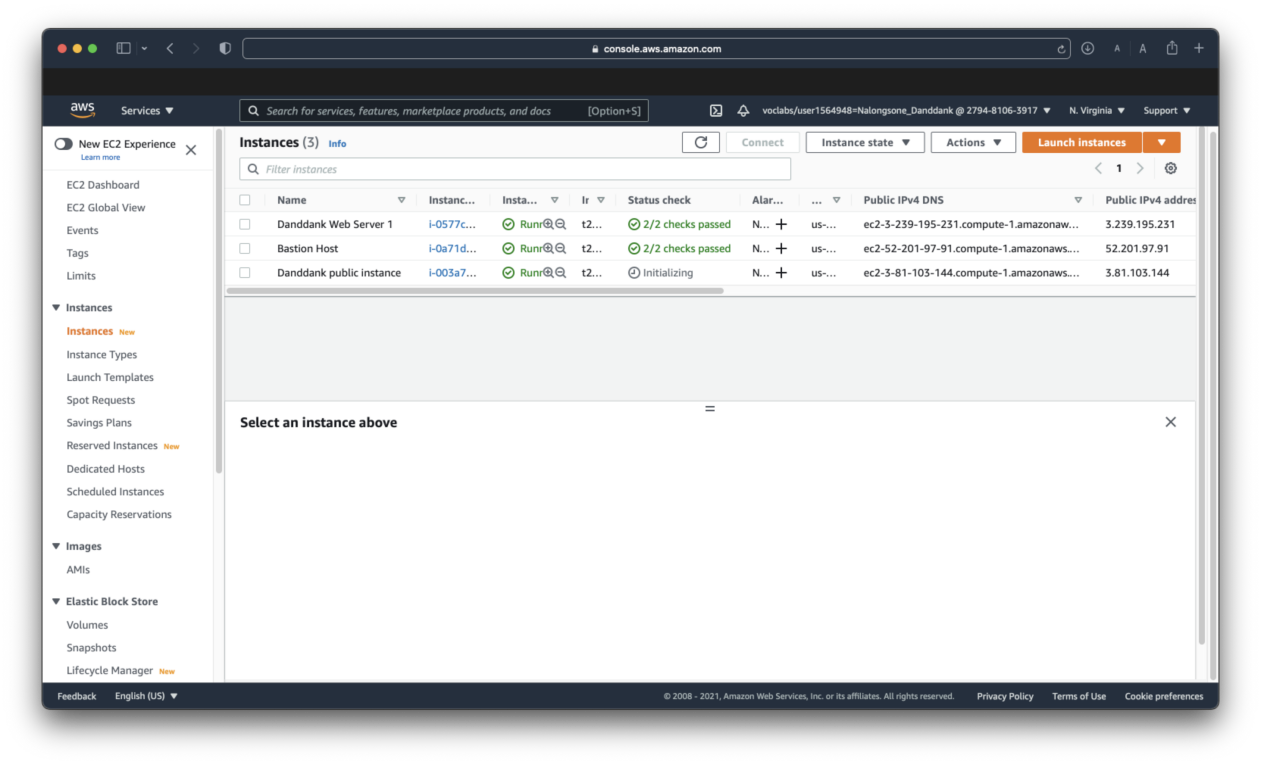 console.aws.amazon.com
A A
aws Services Search for services, features, marketplace products, and docs [Option+S] voclabs/user1564948=Nalongsone_Danddank @ 2794-8106-3917 N. Virginia Support
New EC2 Experience
Learn more
EC2 Dashboard
EC2 Global View
Events
Tags
Limits
Instances
Instances New
Instance Types
Launch Templates
Spot Requests
Savings Plans
Reserved Instances New
Dedicated Hosts
Scheduled Instances
Capacity Reservations
Images
AMIs
Elastic Block Store
Volumes
Snapshots
Lifecycle Manager New
Instances (3) Info Connect Instance state Actions Launch instances
Filter instances 1
Name Instanc... Insta... Status check Alar... ... Public IPv4 DNS Public IPv4 addres
Danddank Web Server 1 i-0577c... Runn t2... 2/2 checks passed N... us-... ec2-3-239-195-231.compute-1.amazonaw... 3.239.195.231
Bastion Host i-0a71d... Runn t2... 2/2 checks passed N... us-... ec2-52-201-97-91.compute-1.amazonaws.... 52.201.97.91
Danddank public instance i-003a7... Runn t2... Initializing N... us-... ec2-3-81-103-144.compute-1.amazonaws.... 3.81.103.144
Select an instance above
Feedback English (US) © 2008 - 2021, Amazon Web Services, Inc. or its affiliates. All rights reserved. Privacy Policy Terms of Use Cookie preferences